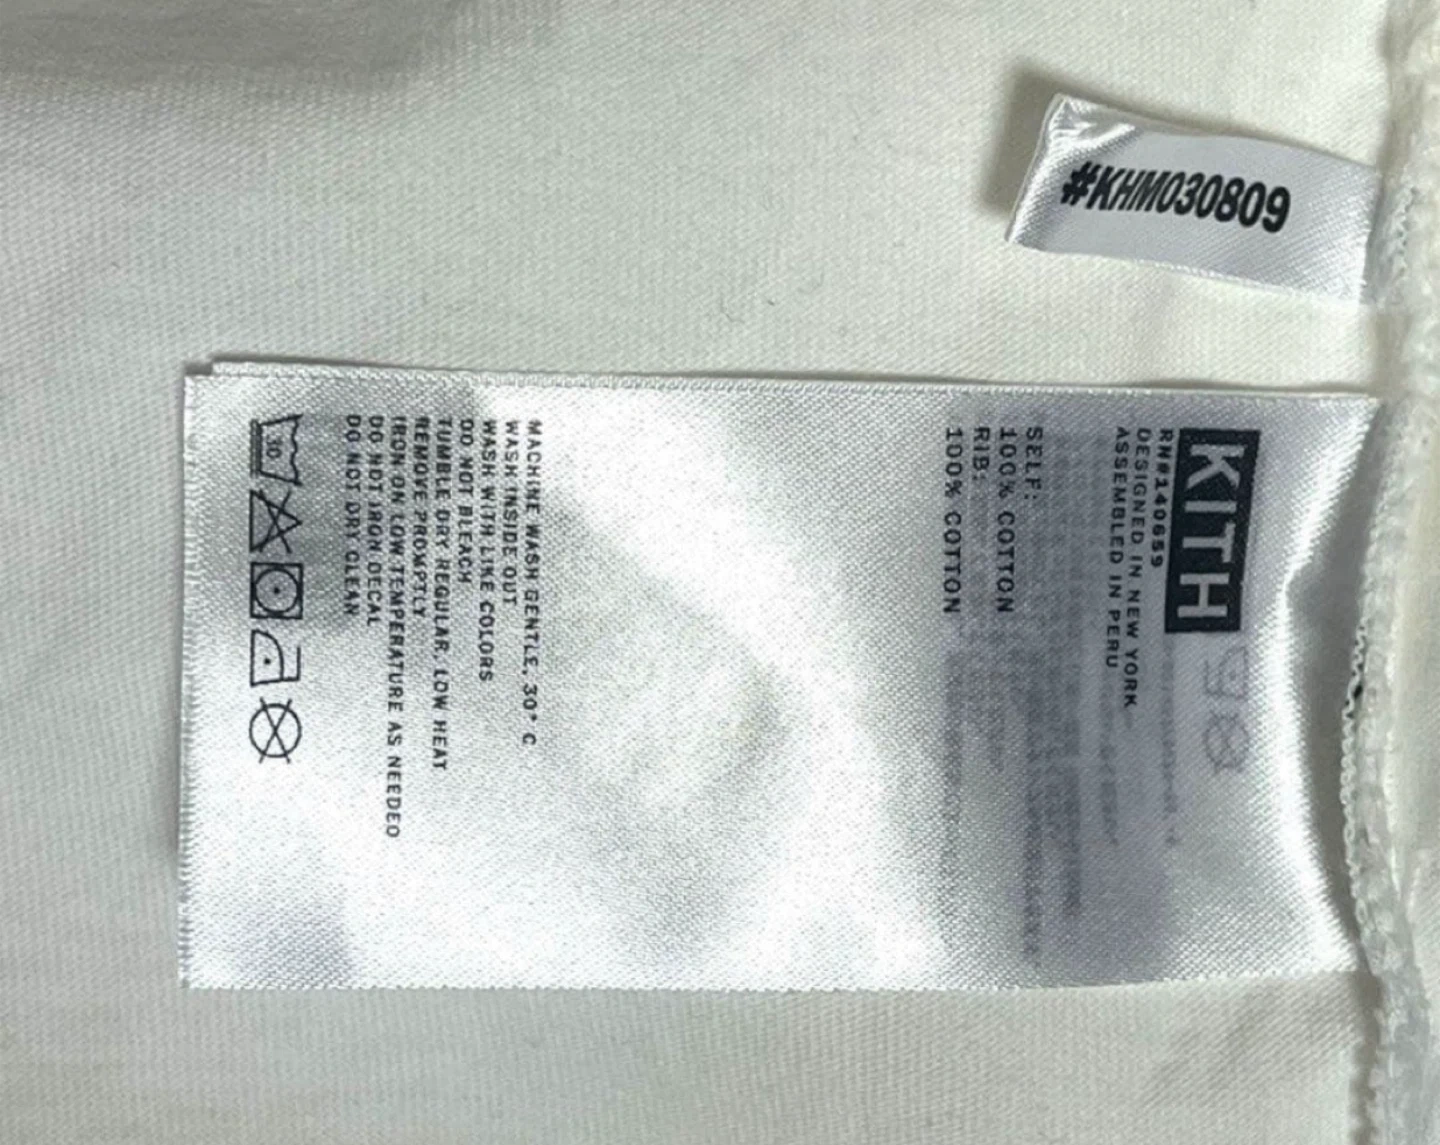 #KHM030809
KITH
RN#140659
DESIGNED IN NEW YORK
ASSEMBLED IN PERU
SELF:
100% COTTON
RIB:
100% COTTON
MACHINE WASH GENTLE, 30° C
WASH INSIDE OUT
WASH WITH LIKE COLORS
DO NOT BLEACH
TUMBLE DRY REGULAR, LOW HEAT
REMOVE PROMPTLY
IRON ON LOW TEMPERATURE AS NEEDED
DO NOT IRON DECAL
DO NOT DRY CLEAN
30